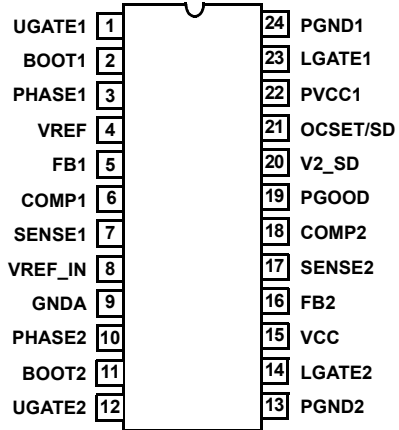 UGATE1 1 24 PGND1
BOOT1 2 23 LGATE1
PHASE1 3 22 PVCC1
VREF 4 21 OCSET/SD
FB1 5 20 V2_SD
COMP1 6 19 PGOOD
SENSE1 7 18 COMP2
VREF_IN 8 17 SENSE2
GNDA 9 16 FB2
PHASE2 10 15 VCC
BOOT2 11 14 LGATE2
UGATE2 12 13 PGND2